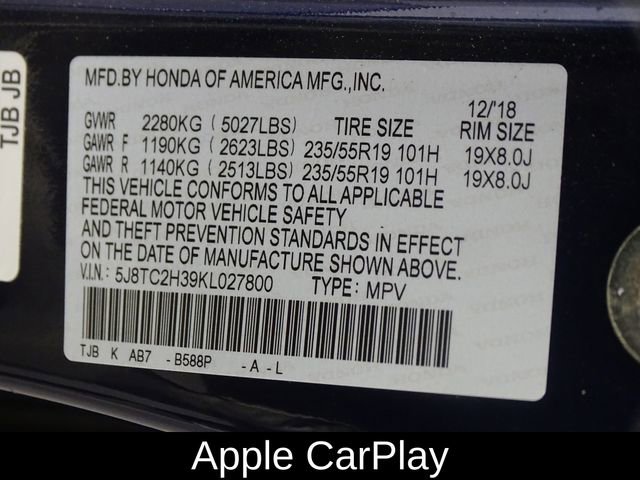 TJB JB
MFD.BY HONDA OF AMERICA MFG.,INC.
12/'18
GVWR 2280KG ( 5027LBS) TIRE SIZE RIM SIZE
GAWR F 1190KG ( 2623LBS) 235/55R19 101H 19X8.0J
GAWR R 1140KG ( 2513LBS) 235/55R19 101H 19X8.0J
THIS VEHICLE CONFORMS TO ALL APPLICABLE
FEDERAL MOTOR VEHICLE SAFETY
AND THEFT PREVENTION STANDARDS IN EFFECT
ON THE DATE OF MANUFACTURE SHOWN ABOVE.
V.I.N.: 5J8TC2H39KL027800 TYPE: MPV
TJB K AB7 - B588P - A - L
Apple CarPlay